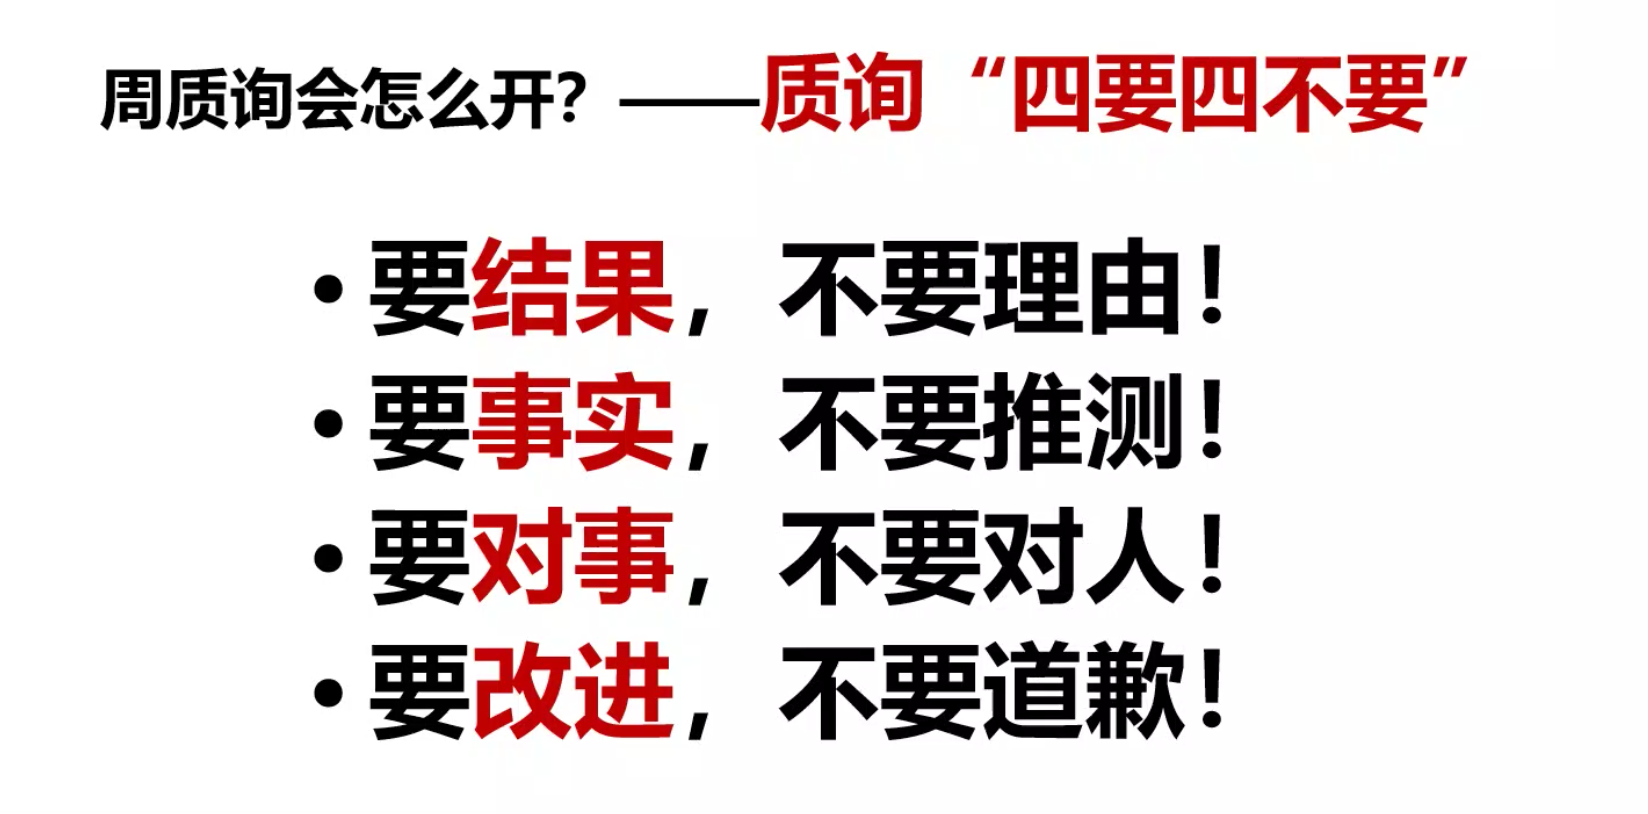 周质询会怎么开？——质询“四要四不要”
• 要结果，不要理由！
• 要事实，不要推测！
• 要对事，不要对人！
• 要改进，不要道歉！